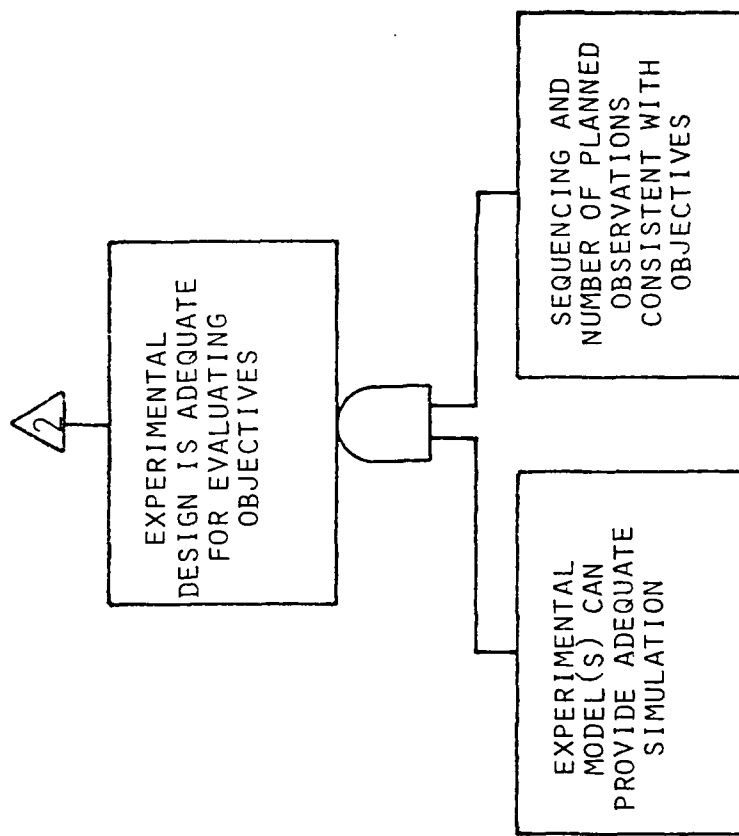 2
EXPERIMENTAL
DESIGN IS ADEQUATE
FOR EVALUATING
OBJECTIVES
EXPERIMENTAL
MODEL(S) CAN
PROVIDE ADEQUATE
SIMULATION
SEQUENCING AND
NUMBER OF PLANNED
OBSERVATIONS
CONSISTENT WITH
OBJECTIVES